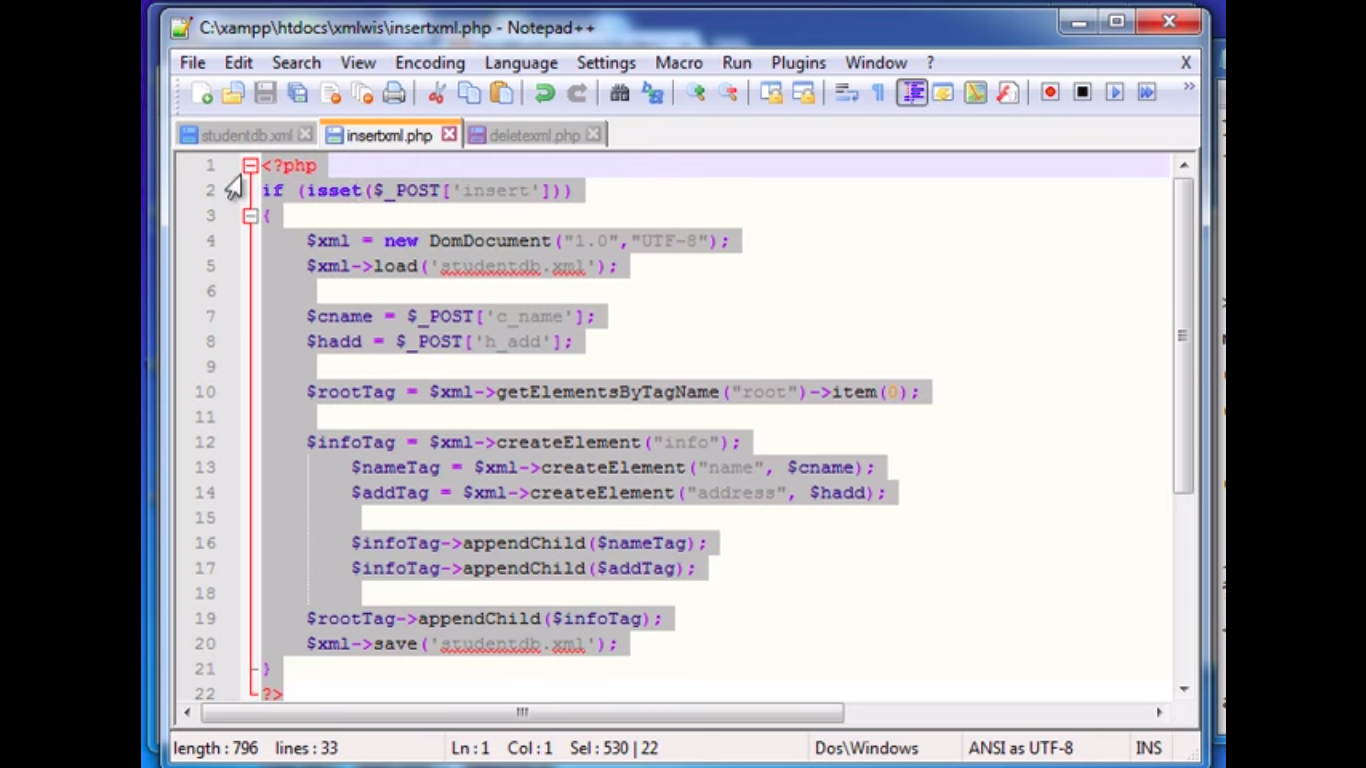 C:\xampp\htdocs\xmlwis\insertxml.php - Notepad++
File Edit Search View Encoding Language Settings Macro Run Plugins Window ? X
studentdb.xml insertxml.php deletexml.php
1 <?php
2 if (isset($_POST['insert']))
3 {
4 $xml = new DomDocument("1.0","UTF-8");
5 $xml->load('studentdb.xml');
6
7 $cname = $_POST['c_name'];
8 $hadd = $_POST['h_add'];
9
10 $rootTag = $xml->getElementsByTagName("root")->item(0);
11
12 $infoTag = $xml->createElement("info");
13 $nameTag = $xml->createElement("name", $cname);
14 $addTag = $xml->createElement("address", $hadd);
15
16 $infoTag->appendChild($nameTag);
17 $infoTag->appendChild($addTag);
18
19 $rootTag->appendChild($infoTag);
20 $xml->save('studentdb.xml');
21 }
22 ?>
length : 796 lines : 33 Ln : 1 Col : 1 Sel : 530 | 22 Dos\Windows ANSI as UTF-8 INS